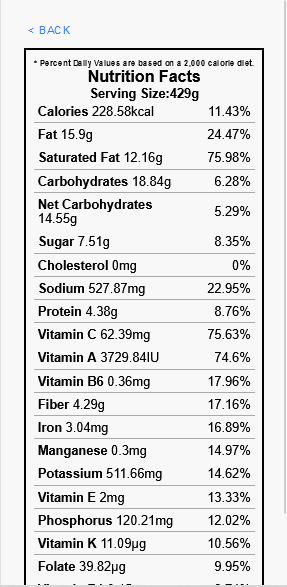 < BACK
* Percent Daily Values are based on a 2,000 calorie diet.
Nutrition Facts
Serving Size:429g
Calories 228.58kcal 11.43%
Fat 15.9g 24.47%
Saturated Fat 12.16g 75.98%
Carbohydrates 18.84g 6.28%
Net Carbohydrates
14.55g 5.29%
Sugar 7.51g 8.35%
Cholesterol 0mg 0%
Sodium 527.87mg 22.95%
Protein 4.38g 8.76%
Vitamin C 62.39mg 75.63%
Vitamin A 3729.84IU 74.6%
Vitamin B6 0.36mg 17.96%
Fiber 4.29g 17.16%
Iron 3.04mg 16.89%
Manganese 0.3mg 14.97%
Potassium 511.66mg 14.62%
Vitamin E 2mg 13.33%
Phosphorus 120.21mg 12.02%
Vitamin K 11.09µg 10.56%
Folate 39.82µg 9.95%